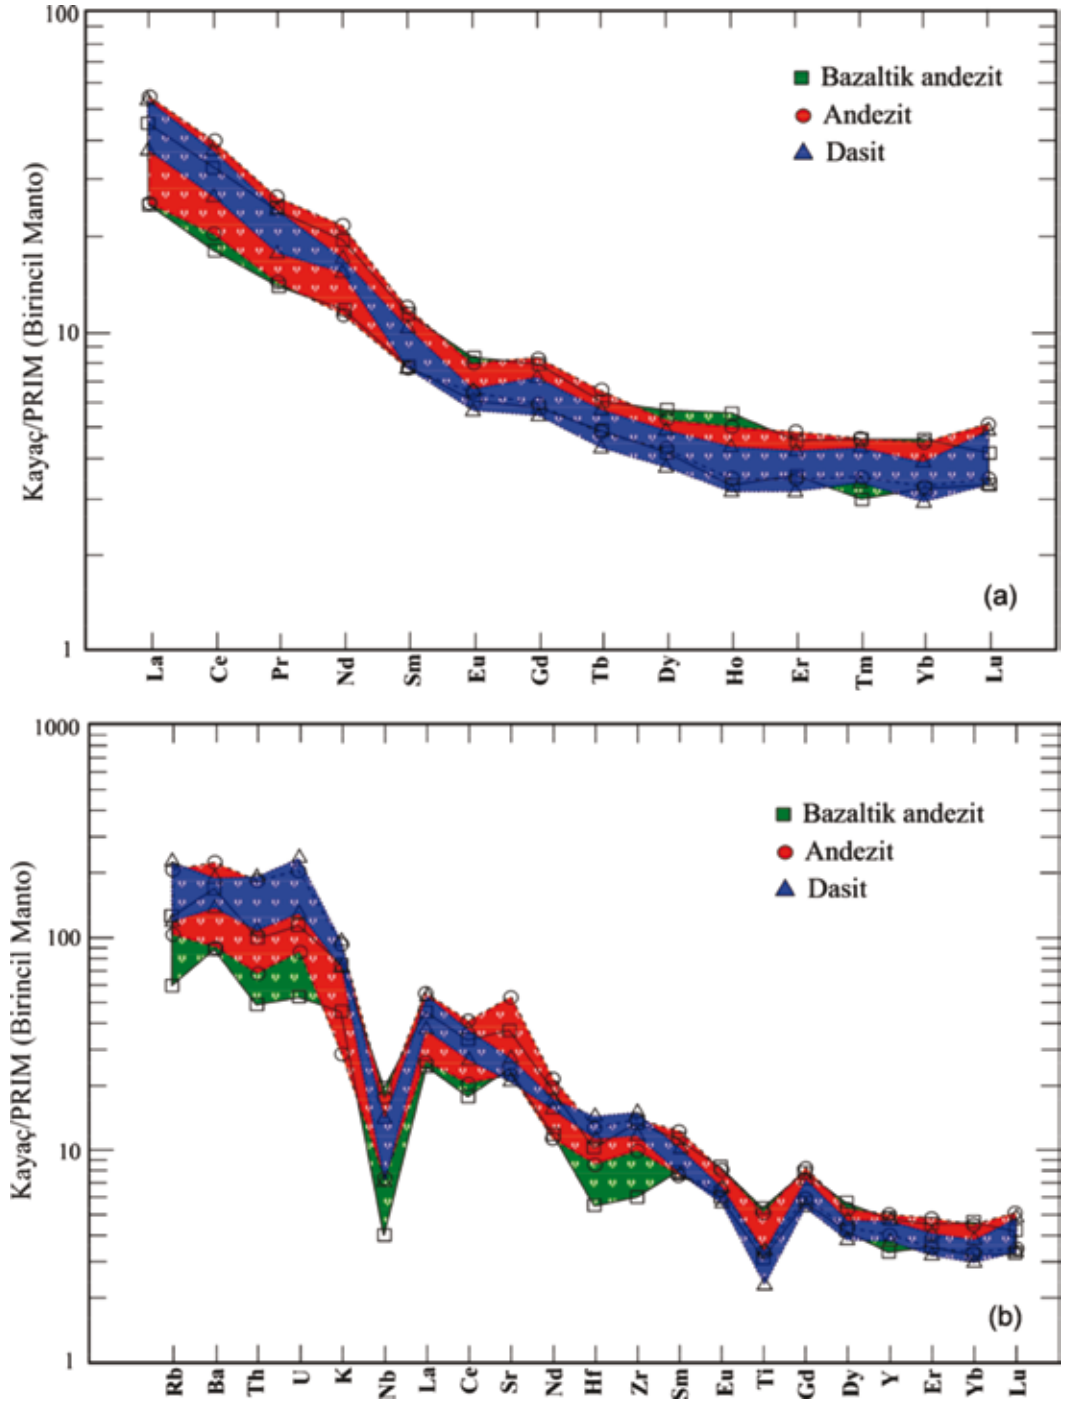 100
10
1
Kayaç/PRIM (Birincil Manto)
Bazaltik andezit
Andezit
Dasit
(a)
La Ce Pr Nd Sm Eu Gd Tb Dy Ho Er Tm Yb Lu
1000
100
10
1
Kayaç/PRIM (Birincil Manto)
Bazaltik andezit
Andezit
Dasit
(b)
Rb Ba Th U K Nb La Ce Sr Nd Hf Zr Sm Eu Ti Gd Dy Y Er Yb Lu